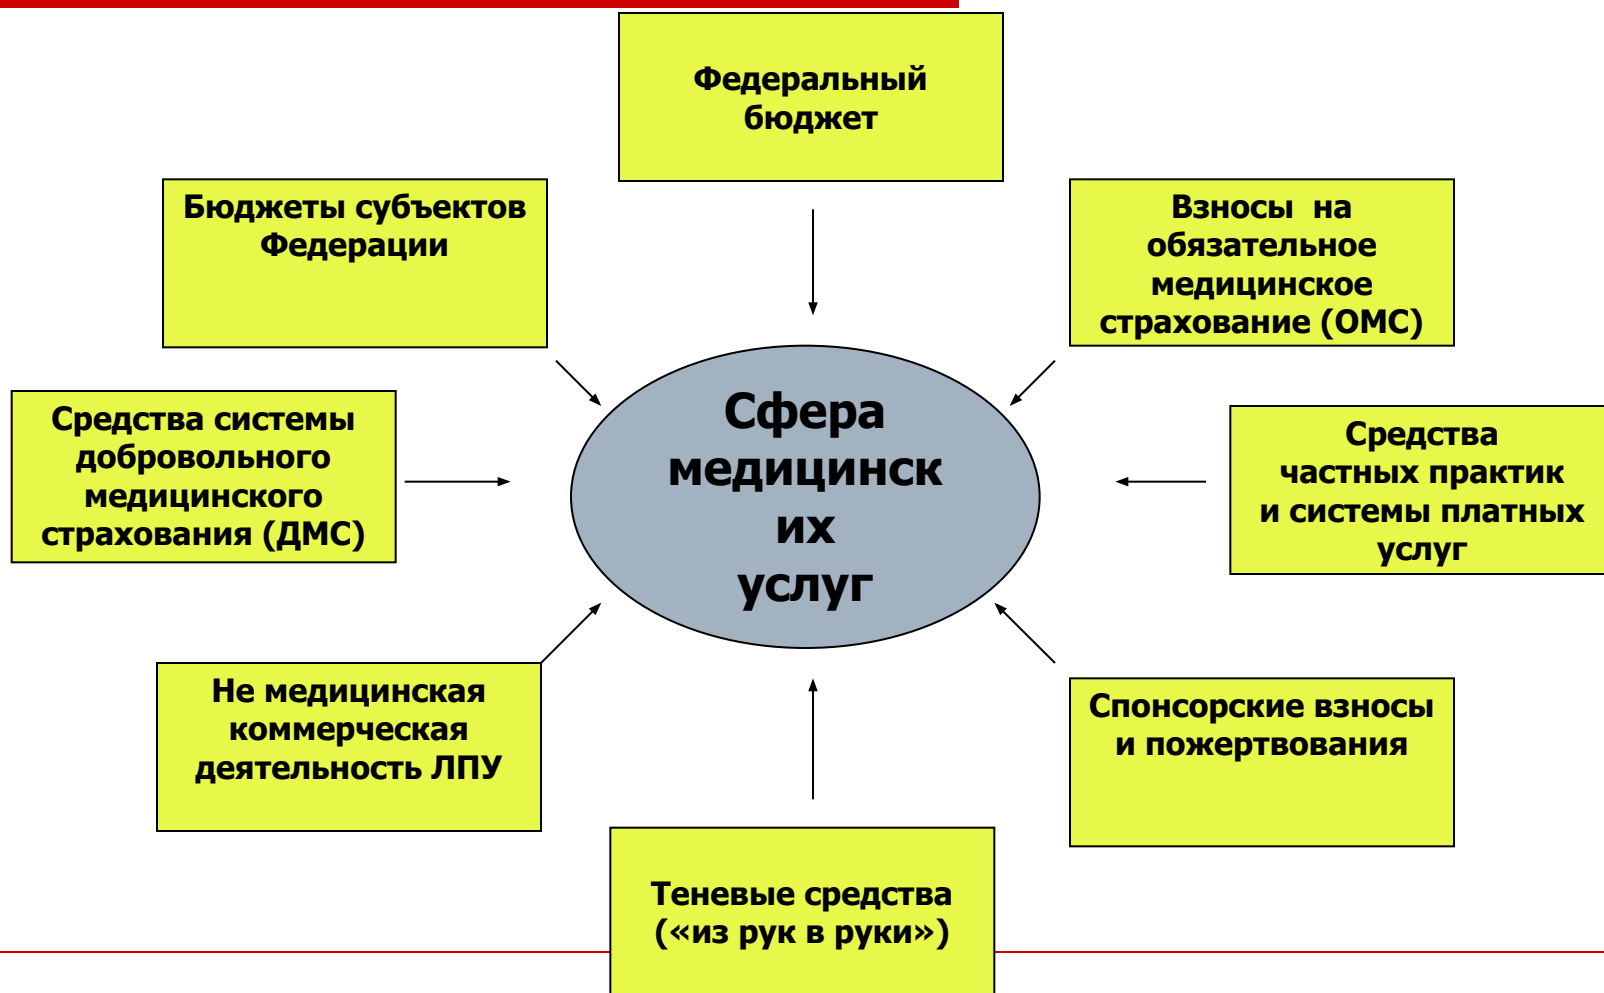 Федеральный
бюджет
Бюджеты субъектов
Федерации
Взносы на
обязательное
медицинское
страхование (ОМС)
Средства системы
добровольного
медицинского
страхования (ДМС)
Сфера
медицинск
их
услуг
Средства
частных практик
и системы платных
услуг
Не медицинская
коммерческая
деятельность ЛПУ
Спонсорские взносы
и пожертвования
Теневые средства
(«из рук в руки»)